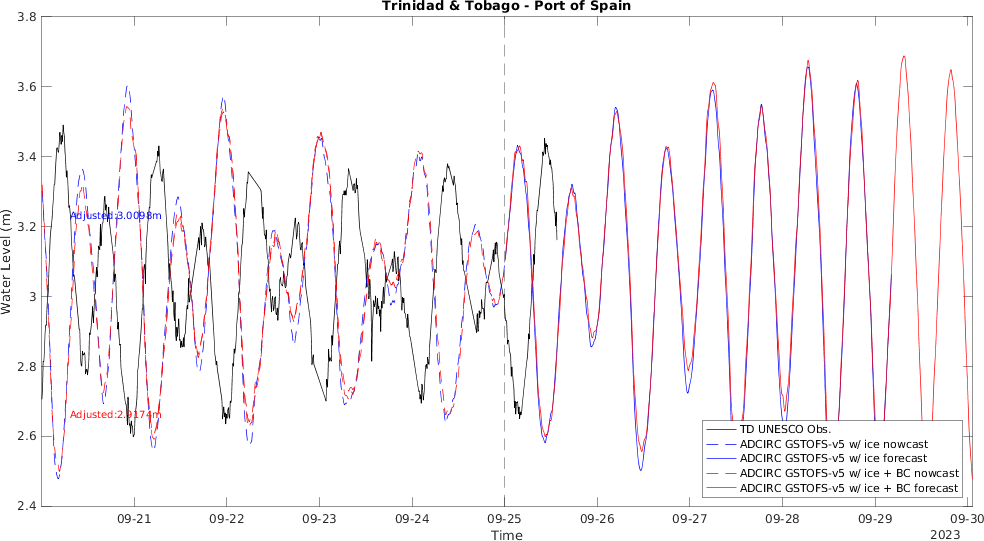 Trinidad & Tobago - Port of Spain
3.8
3.6
3.4
3.2
3
2.8
2.6
2.4
Water Level (m)
Adjusted:3.0098m
Adjusted:2.9174m
TD UNESCO Obs.
ADCIRC GSTOFS-v5 w/ ice nowcast
ADCIRC GSTOFS-v5 w/ ice forecast
ADCIRC GSTOFS-v5 w/ ice + BC nowcast
ADCIRC GSTOFS-v5 w/ ice + BC forecast
09-21 09-22 09-23 09-24 09-25 09-26 09-27 09-28 09-29 09-30
Time
2023